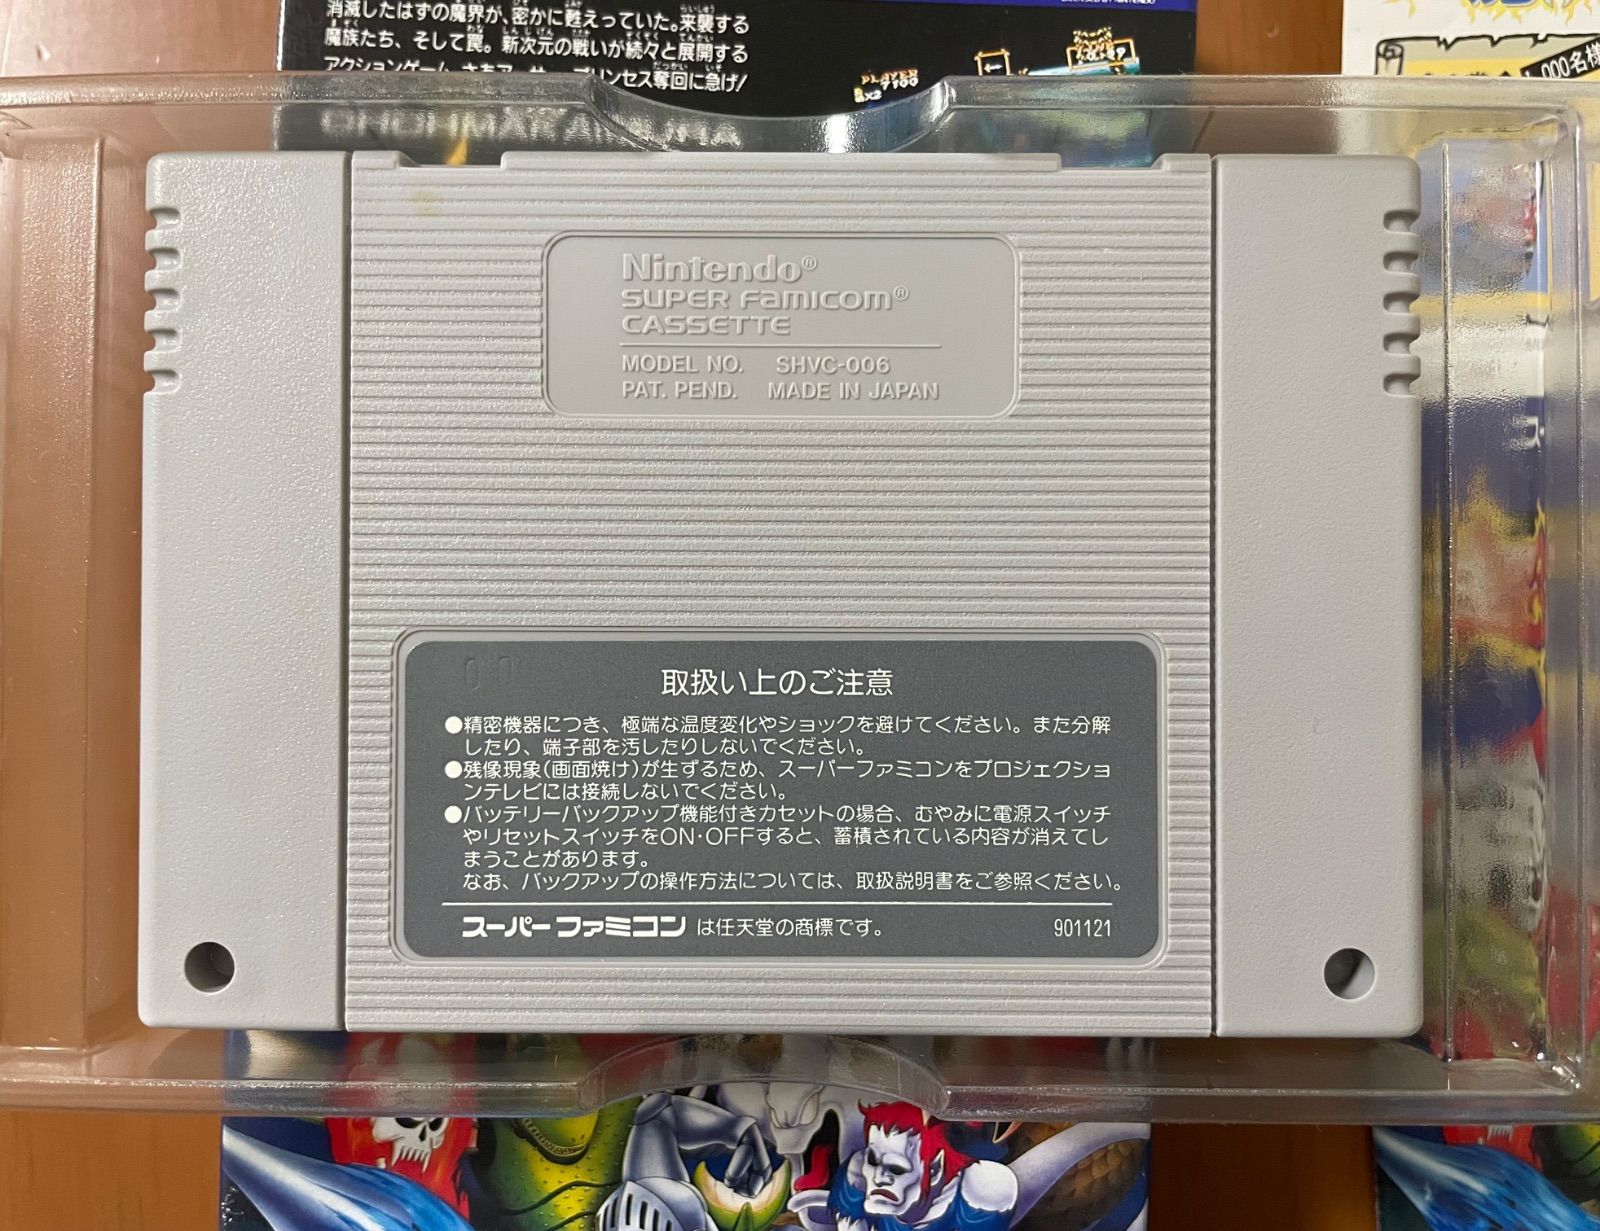 消滅したはずの魔界が、密かに甦えっていた。来襲する
魔族たち、そして罠。新次元の戦いが続々と展開する
PLAYER
1,000名様
Nintendo®
SUPER FAMICOM®
CASSETTE
MODEL NO. SHVC-006
PAT. PEND. MADE IN JAPAN
取扱い上のご注意
●精密機器につき、極端な温度変化やショックを避けてください。また分解
したり、端子部を汚したりしないでください。
●残像現象(画面焼け)が生ずるため、スーパーファミコンをプロジェクショ
ンテレビには接続しないでください。
●バッテリーバックアップ機能付きカセットの場合、むやみに電源スイッチ
やリセットスイッチをON·OFFすると、蓄積されている内容が消えてし
まうことがあります。
なお、バックアップの操作方法については、取扱説明書をご参照ください。
スーパーファミコンは任天堂の商標です。 901121